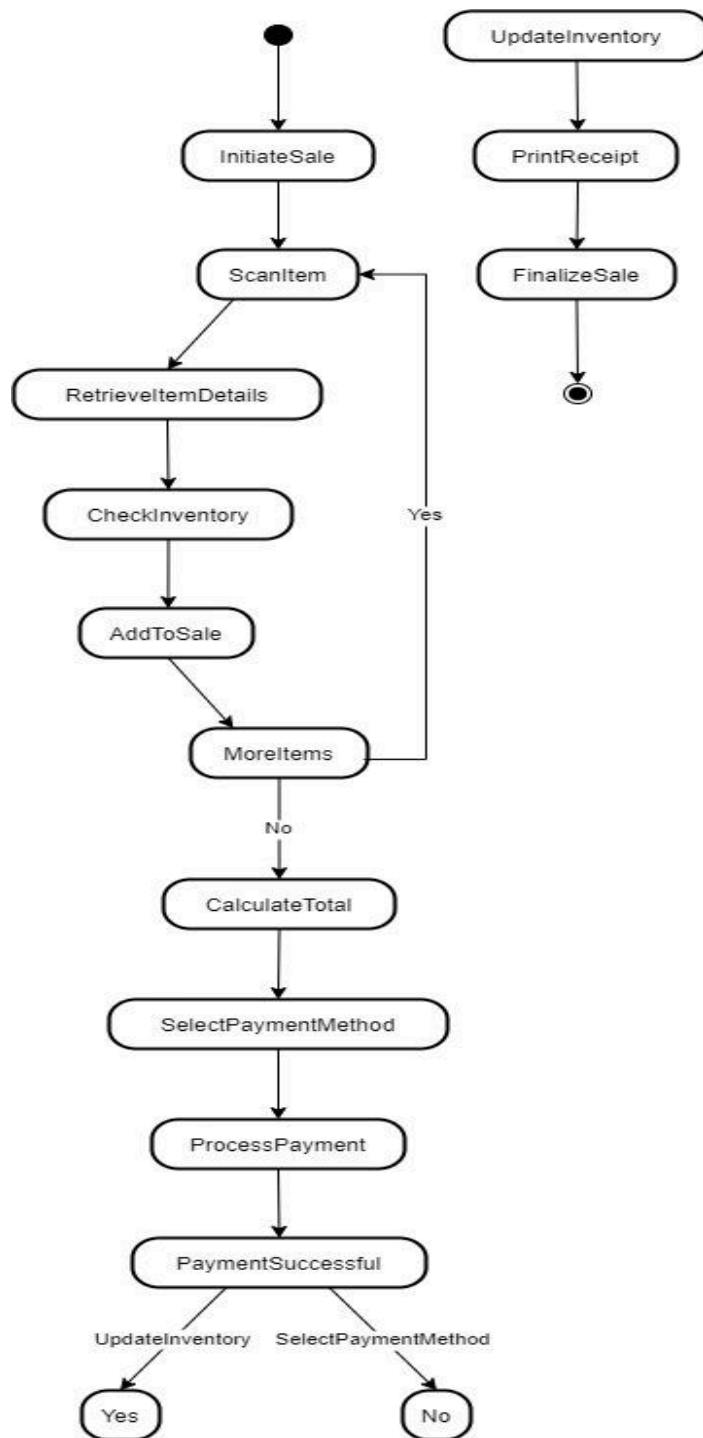 UpdateInventory
InitiateSale
PrintReceipt
ScanItem
FinalizeSale
RetrieveItemDetails
CheckInventory
Yes
AddToSale
MoreItems
No
CalculateTotal
SelectPaymentMethod
ProcessPayment
PaymentSuccessful
UpdateInventory
SelectPaymentMethod
Yes
No